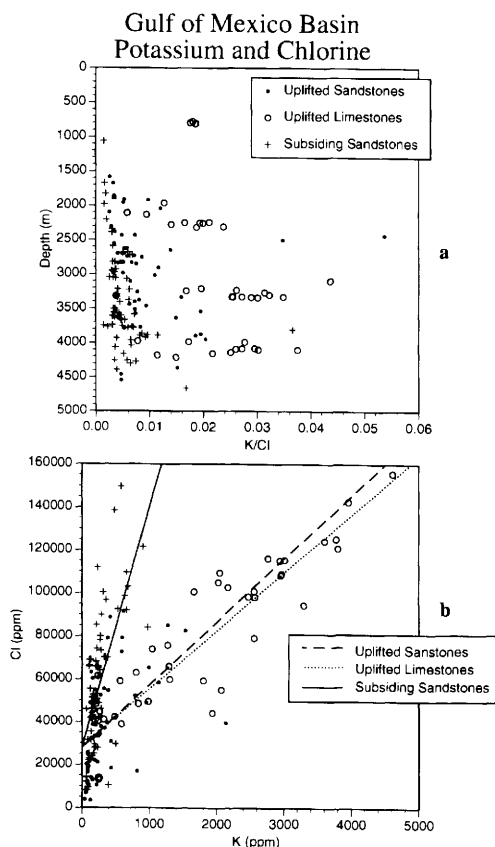 Gulf of Mexico Basin
Potassium and Chlorine
0
500
1000
1500
2000
2500
3000
3500
4000
4500
5000
Depth (m)
Uplifted Sandstones
Uplifted Limestones
Subsiding Sandstones
a
0.00 0.01 0.02 0.03 0.04 0.05 0.06
K/Cl
160000
140000
120000
100000
80000
60000
40000
20000
0
Cl (ppm)
b
Uplifted Sanstones
Uplifted Limestones
Subsiding Sandstones
0 1000 2000 3000 4000 5000
K (ppm)